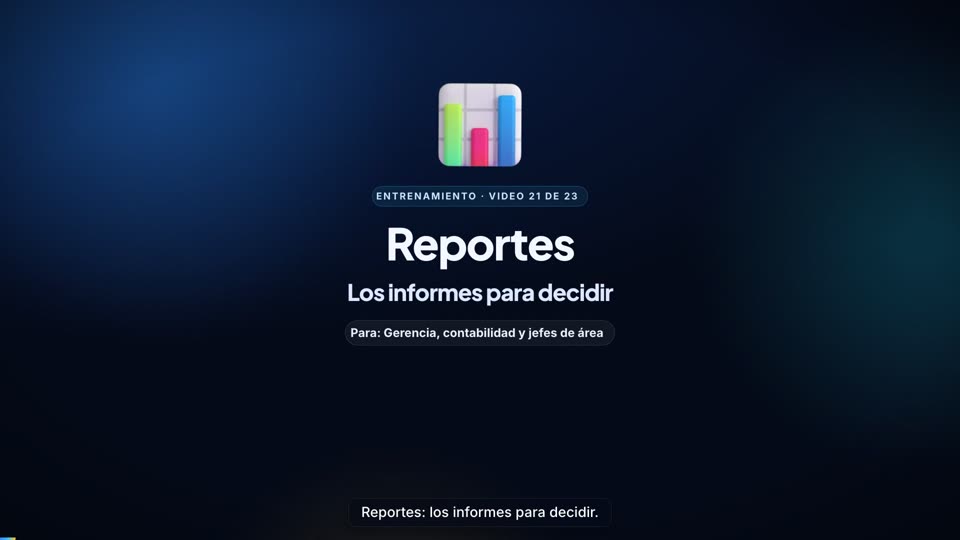 ENTRENAMIENTO · VIDEO 21 DE 23
Reportes
Los informes para decidir
Para: Gerencia, contabilidad y jefes de área
Reportes: los informes para decidir.